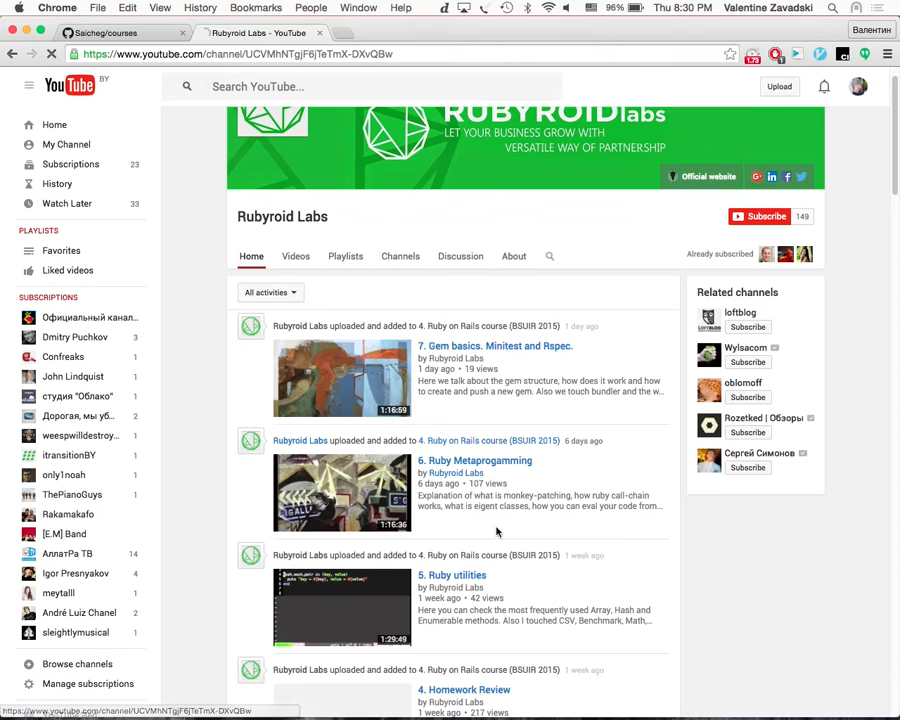 Chrome File Edit View History Bookmarks People Window Help 96% Thu 8:30 PM Valentine Zavadski
Saicheg/courses
Rubyroid Labs - YouTube
Валентин
https://www.youtube.com/channel/UCVMhNTgjF6jTeTmX-DXvQBw
1.79
YouTube BY
Search YouTube...
Upload
Home
My Channel
Subscriptions 23
History
Watch Later 33
PLAYLISTS
Favorites
Liked videos
SUBSCRIPTIONS
Официальный канал...
Dmitry Puchkov 3
Confreaks 1
John Lindquist 1
студия "Облако" 1
Дорогая, мы уб... 2
weespwilldestroy... 1
itransitionBY 1
only1noah 1
ThePianoGuys 1
Rakamakafo
[E.M] Band
АллатРа ТВ 14
Igor Presnyakov 3
meytalll 1
André Luiz Chanel 2
sleightlymusical 1
Browse channels
Manage subscriptions
RUBYROIDlabs
LET YOUR BUSINESS GROW WITH
VERSATILE WAY OF PARTNERSHIP
Official website
Rubyroid Labs
Subscribe 149
Home Videos Playlists Channels Discussion About
Already subscribed
All activities
Rubyroid Labs uploaded and added to 4. Ruby on Rails course (BSUIR 2015) 1 day ago
7. Gem basics. Minitest and Rspec.
by Rubyroid Labs
1 day ago • 19 views
Here we talk about the gem structure, how does it work and how
to create and push a new gem. Also we touch bundler and the w...
1:16:59
Rubyroid Labs uploaded and added to 4. Ruby on Rails course (BSUIR 2015) 6 days ago
6. Ruby Metaprogamming
by Rubyroid Labs
6 days ago • 107 views
Explanation of what is monkey-patching, how ruby call-chain
works, what is eigent classes, how you can eval your code from...
1:16:36
Rubyroid Labs uploaded and added to 4. Ruby on Rails course (BSUIR 2015) 1 week ago
5. Ruby utilities
by Rubyroid Labs
1 week ago • 42 views
Here you can check the most frequently used Array, Hash and
Enumerable methods. Also I touched CSV, Benchmark, Math,...
1:29:49
Rubyroid Labs uploaded and added to 4. Ruby on Rails course (BSUIR 2015) 1 week ago
4. Homework Review
by Rubyroid Labs
1 week ago • 217 views
Related channels
loftblog
Subscribe
Wylsacom
Subscribe
oblomoff
Subscribe
Rozetked | Обзоры
Subscribe
Сергей Симонов
Subscribe
https://www.youtube.com/channel/UCVMhNTgjF6jTeTmX-DXvQBw